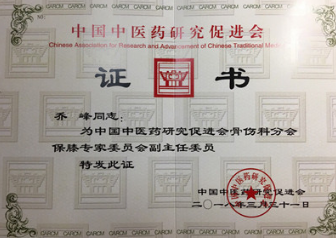 中国中医药研究促进会
Chinese Association for Research and Advancement of Chinese Traditional Medicine
证 书
乔 峰同志：
为中国中医药研究促进会骨伤科分会
保膝专家委员会副主任委员
特发此证
中国中医药研究促进会
二〇一八年三月三十一日